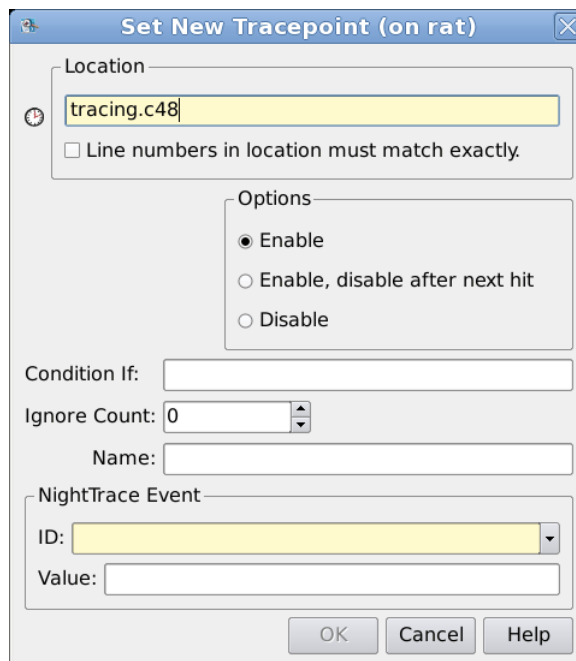 Set New Tracepoint (on rat)
Location
tracing.c48
Line numbers in location must match exactly.
Options
Enable
Enable, disable after next hit
Disable
Condition If:
Ignore Count: 0
Name:
NightTrace Event
ID:
Value:
OK Cancel Help